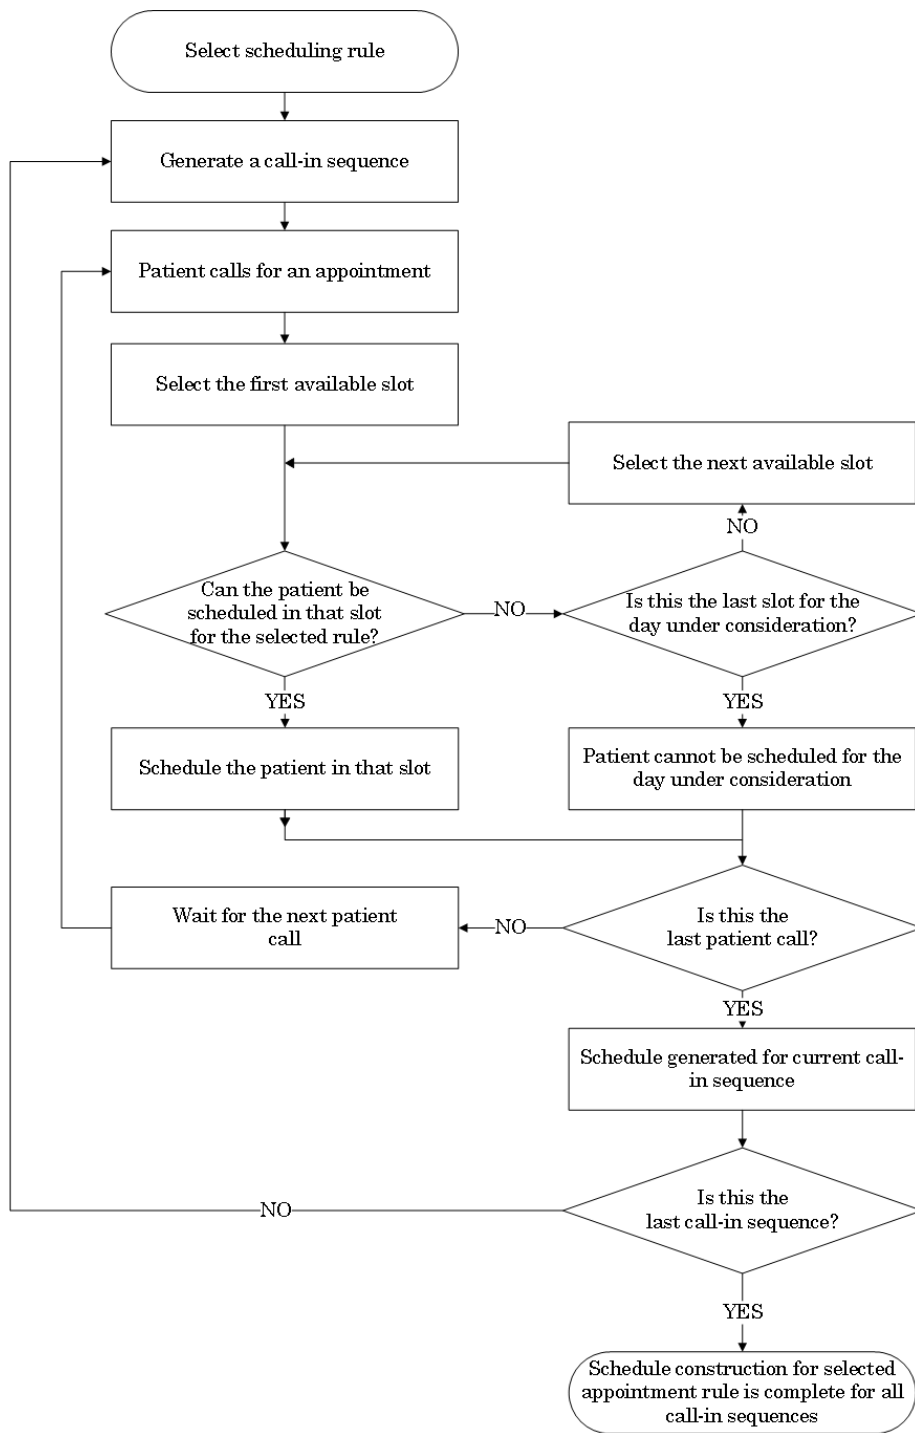 Select scheduling rule
Generate a call-in sequence
Patient calls for an appointment
Select the first available slot
Select the next available slot
NO
Can the patient be
scheduled in that slot
for the selected rule?
NO
Is this the last slot for the
day under consideration?
YES
YES
Schedule the patient in that slot
Patient cannot be scheduled for the
day under consideration
Wait for the next patient
call
NO
Is this the
last patient call?
YES
Schedule generated for current call-
in sequence
NO
Is this the
last call-in sequence?
YES
Schedule construction for selected
appointment rule is complete for all
call-in sequences